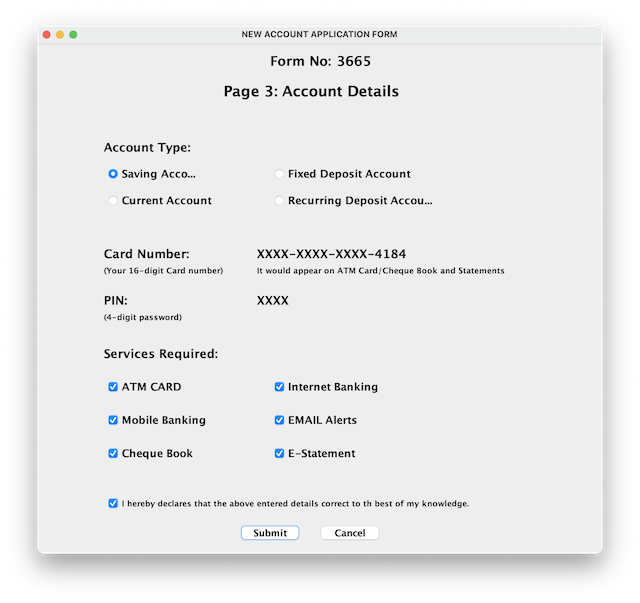 NEW ACCOUNT APPLICATION FORM
Form No: 3665
Page 3: Account Details
Account Type:
Saving Acco... Fixed Deposit Account
Current Account Recurring Deposit Accou...
Card Number: XXXX-XXXX-XXXX-4184
(Your 16-digit Card number) It would appear on ATM Card/Cheque Book and Statements
PIN: XXXX
(4-digit password)
Services Required:
ATM CARD Internet Banking
Mobile Banking EMAIL Alerts
Cheque Book E-Statement
I hereby declares that the above entered details correct to th best of my knowledge.
Submit Cancel